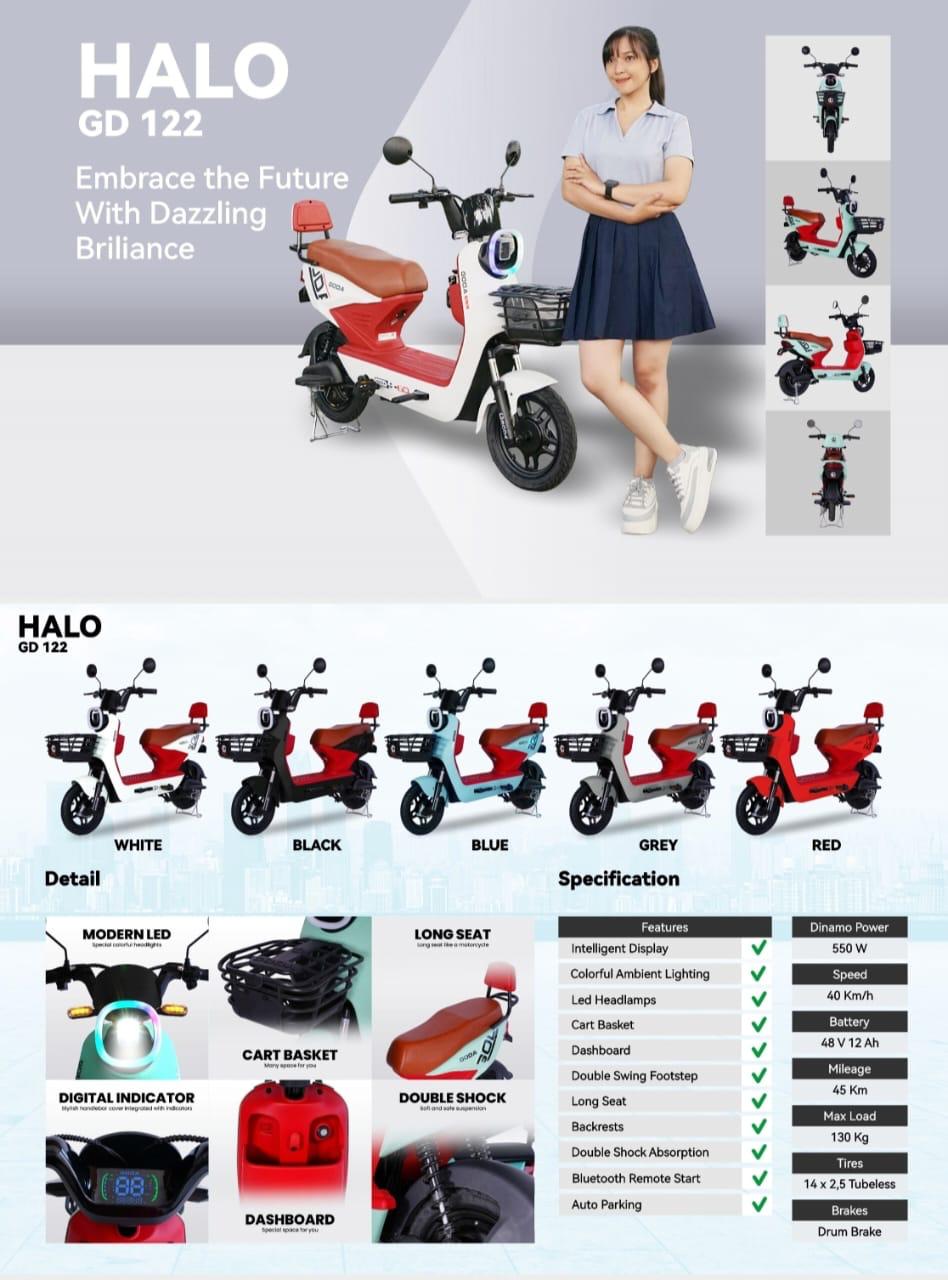 HALO
GD 122
Embrace the Future
With Dazzling
Briliance
GODA
GODA
HALO
GD 122
WHITE
BLACK
BLUE
GREY
RED
Detail
MODERN LED
Special colorful headlights
CART BASKET
Many space for you
LONG SEAT
Long seat like a motorcycle
GODA
DIGITAL INDICATOR
Stylish handlebar cover integrated with indicators
88
DASHBOARD
Special space for you
DOUBLE SHOCK
Soft and safe suspension
Specification
Features
Intelligent Display
Colorful Ambient Lighting
Led Headlamps
Cart Basket
Dashboard
Double Swing Footstep
Long Seat
Backrests
Double Shock Absorption
Bluetooth Remote Start
Auto Parking
Dinamo Power
550 W
Speed
40 Km/h
Battery
48 V 12 Ah
Mileage
45 Km
Max Load
130 Kg
Tires
14 x 2,5 Tubeless
Brakes
Drum Brake